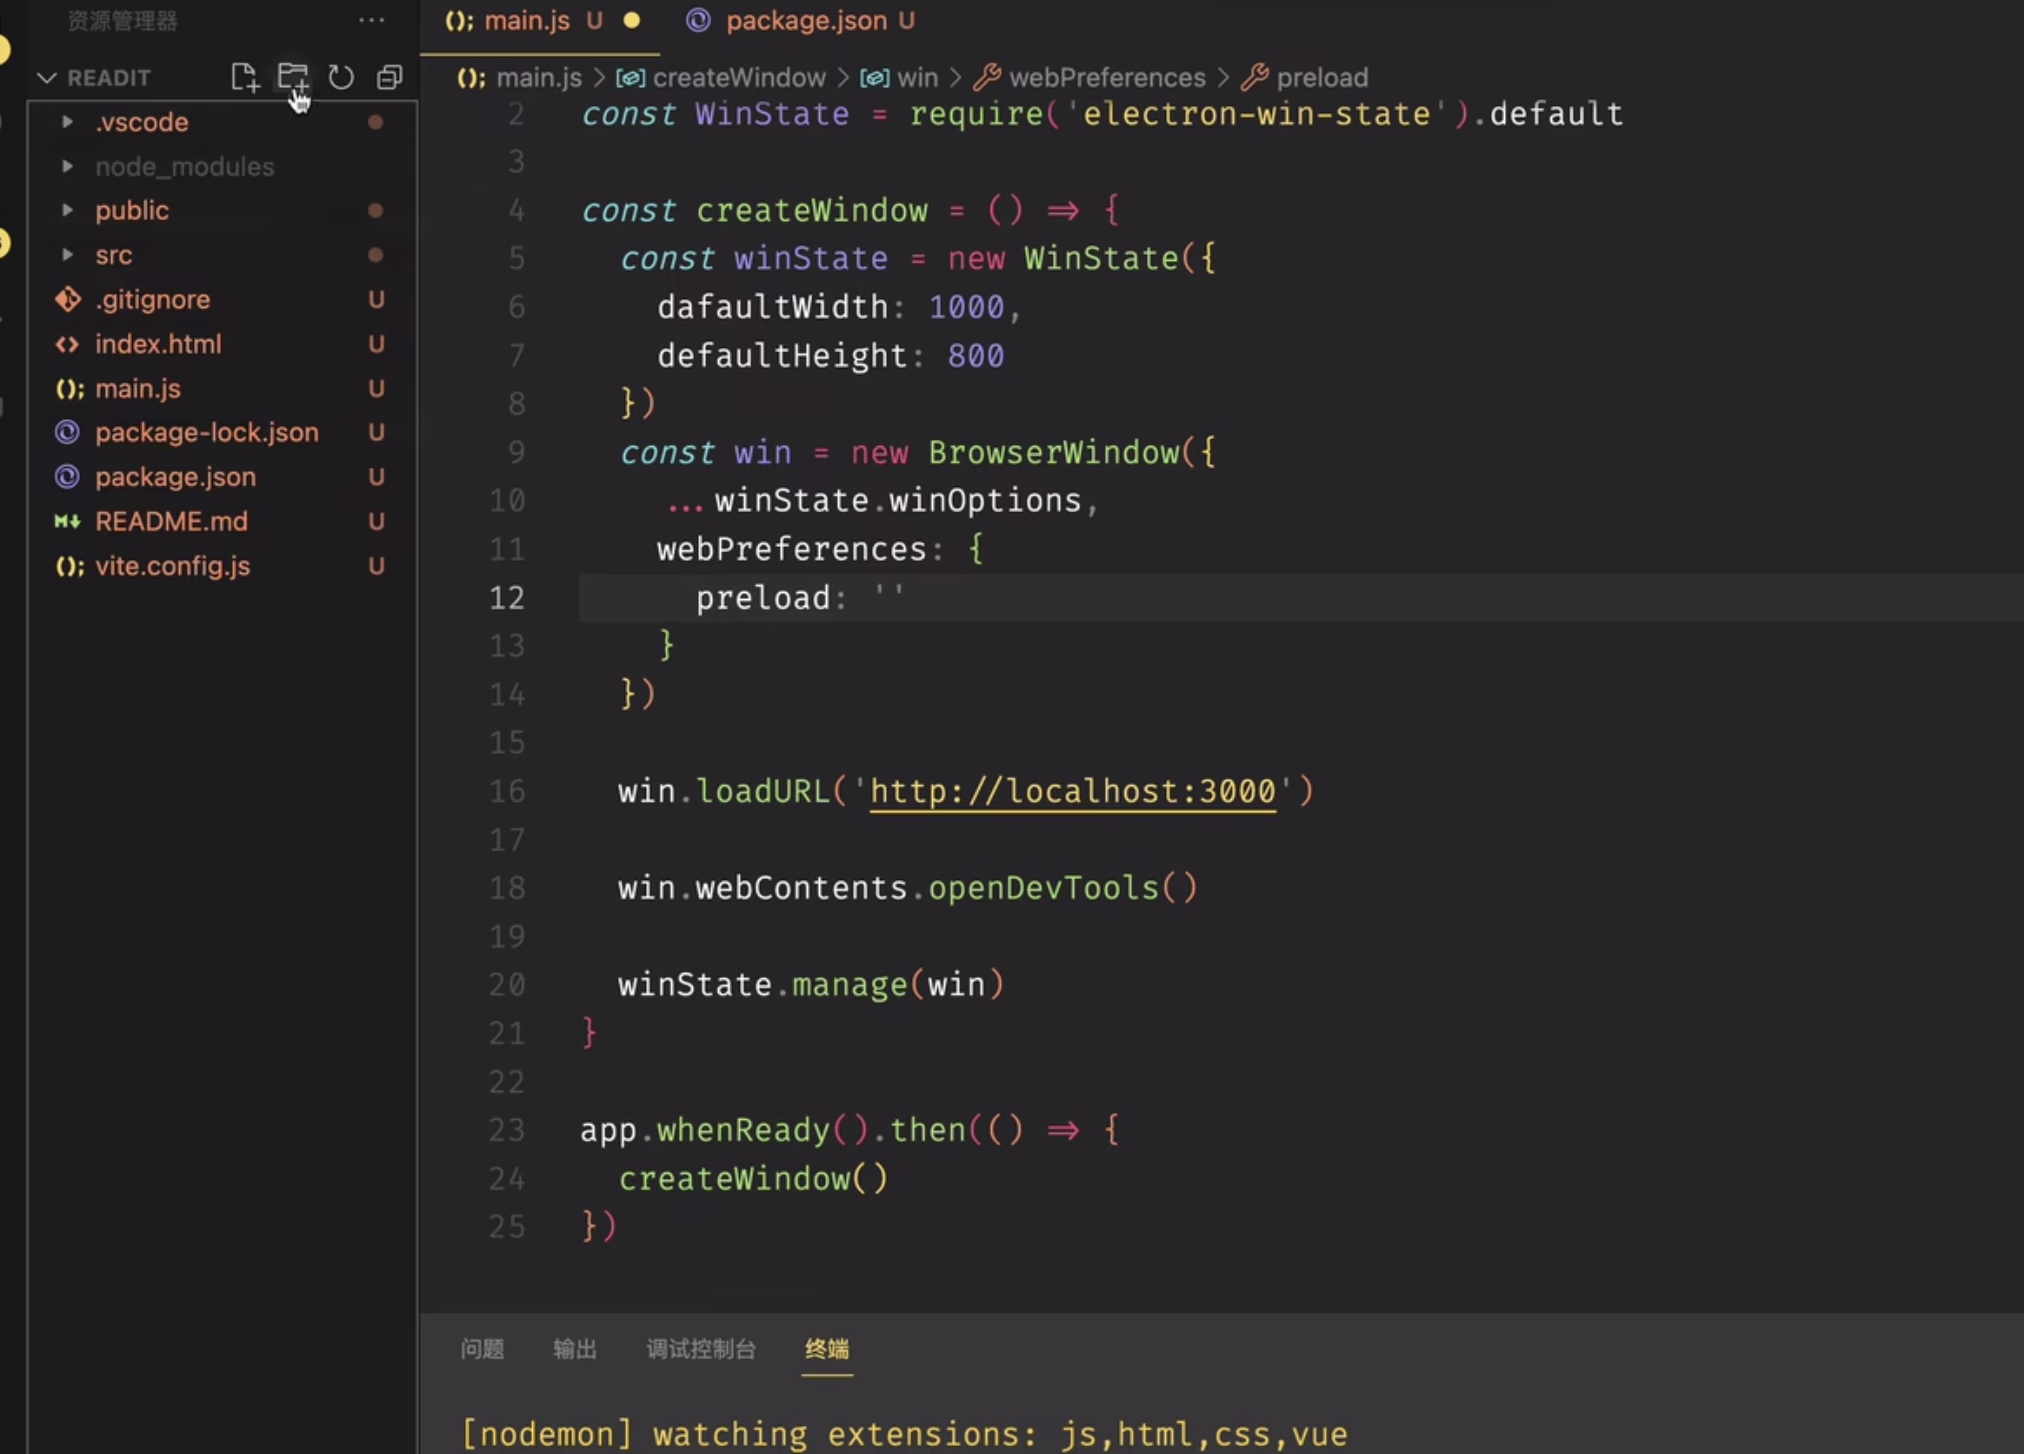 资源管理器 ···
READIT
.vscode
node_modules
public
src
.gitignore U
index.html U
main.js U
package-lock.json U
package.json U
README.md U
vite.config.js U
main.js U package.json U
main.js > createWindow > win > webPreferences > preload
2 const WinState = require('electron-win-state').default
3
4 const createWindow = () => {
5 const winState = new WinState({
6 dafaultWidth: 1000,
7 defaultHeight: 800
8 })
9 const win = new BrowserWindow({
10 ...winState.winOptions,
11 webPreferences: {
12 preload: ''
13 }
14 })
15
16 win.loadURL('http://localhost:3000')
17
18 win.webContents.openDevTools()
19
20 winState.manage(win)
21 }
22
23 app.whenReady().then(() => {
24 createWindow()
25 })
问题 输出 调试控制台 终端
[nodemon] watching extensions: js,html,css,vue